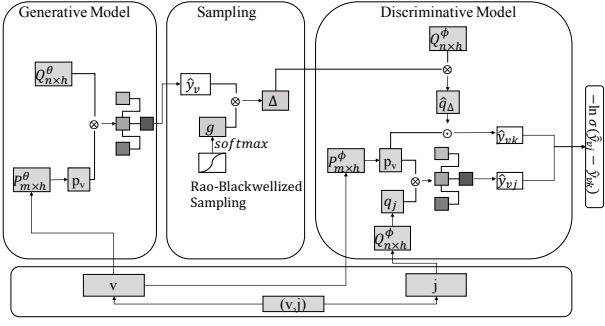 Generative Model
Sampling
Discriminative Model
Q^θ_{n×h}
P^θ_{m×h}
p_v
ŷ_v
g
softmax
Δ
Rao-Blackwellized
Sampling
Q^ϕ_{n×h}
q̂_Δ
P^ϕ_{m×h}
p_v
q_j
Q^ϕ_{n×h}
ŷ_{vk}
ŷ_{vj}
− ln σ(ŷ_{vj} − ŷ_{vk})
v
(v,j)
j